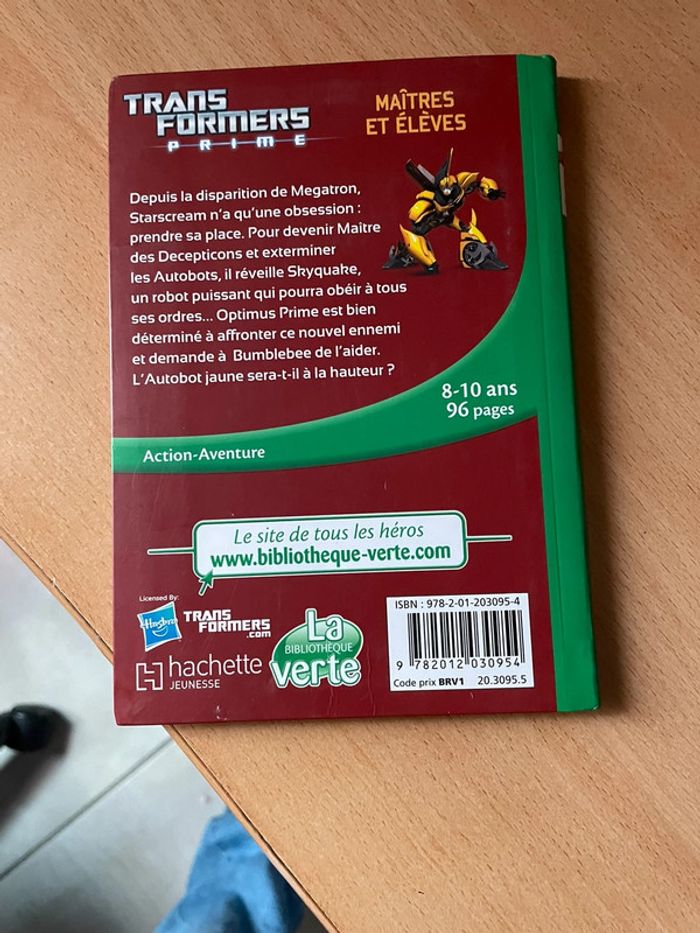 TRANSFORMERS
PRIME
MAÎTRES
ET ÉLÈVES
Depuis la disparition de Megatron,
Starscream n'a qu'une obsession :
prendre sa place. Pour devenir Maître
des Decepticons et exterminer
les Autobots, il réveille Skyquake,
un robot puissant qui pourra obéir à tous
ses ordres... Optimus Prime est bien
déterminé à affronter ce nouvel ennemi
et demande à Bumblebee de l'aider.
L'Autobot jaune sera-t-il à la hauteur ?
8-10 ans
96 pages
Action-Aventure
Le site de tous les héros
www.bibliotheque-verte.com
Licensed By:
Hasbro
TRANSFORMERS
.com
hachette
JEUNESSE
La
BIBLIOTHÈQUE
verte
ISBN : 978-2-01-203095-4
9 782012 030954
Code prix BRV1 20.3095.5